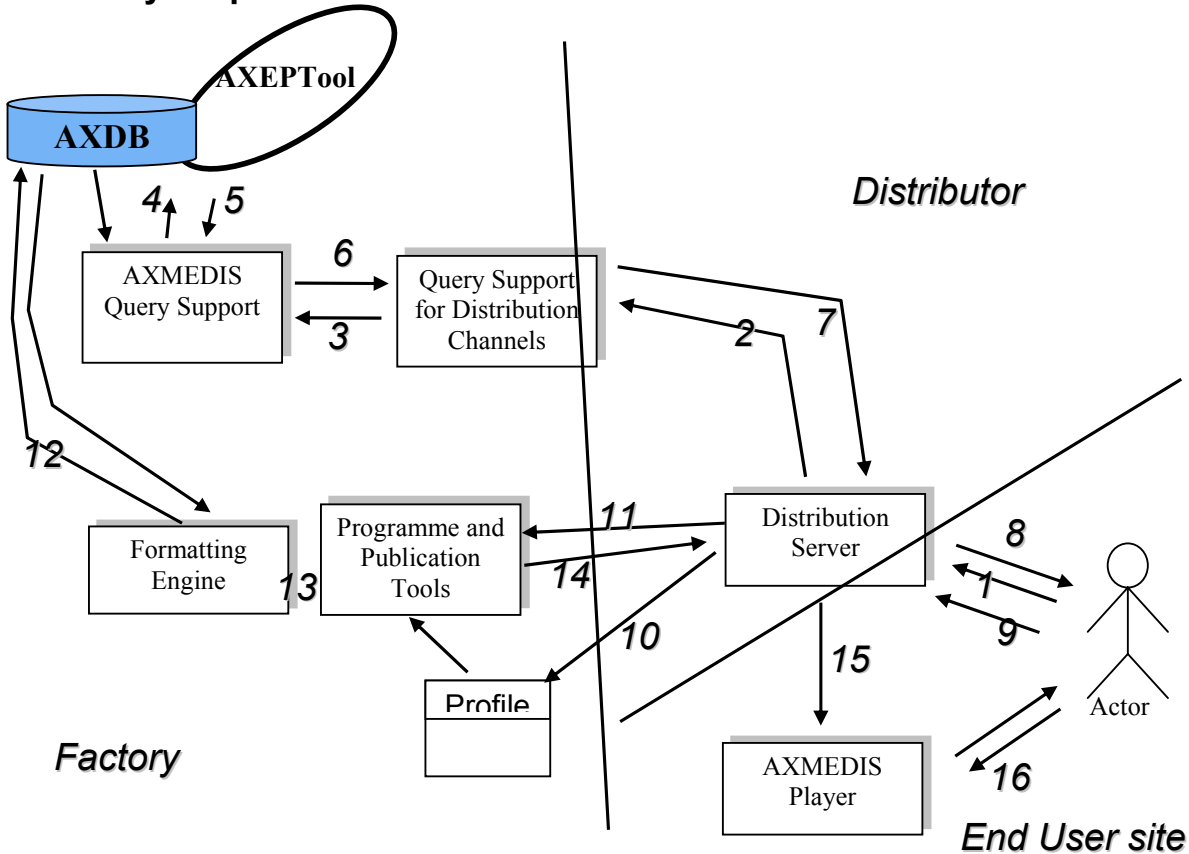 AXEPTool
AXDB
Distributor
4
5
AXMEDIS
Query Support
6
3
Query Support
for Distribution
Channels
2
7
12
Formatting
Engine
13
Programme and
Publication
Tools
11
14
Distribution
Server
8
1
9
10
15
Profile
Actor
Factory
AXMEDIS
Player
16
End User site